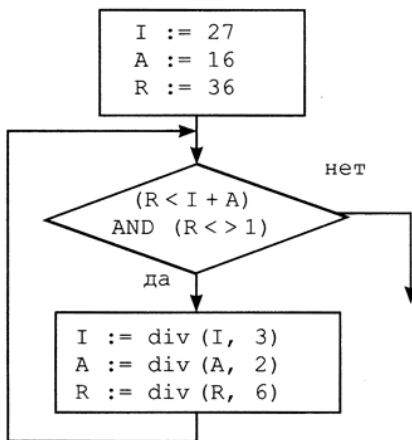 I := 27
A := 16
R := 36
нет
(R < I + A)
AND (R < > 1)
да
I := div (I, 3)
A := div (A, 2)
R := div (R, 6)